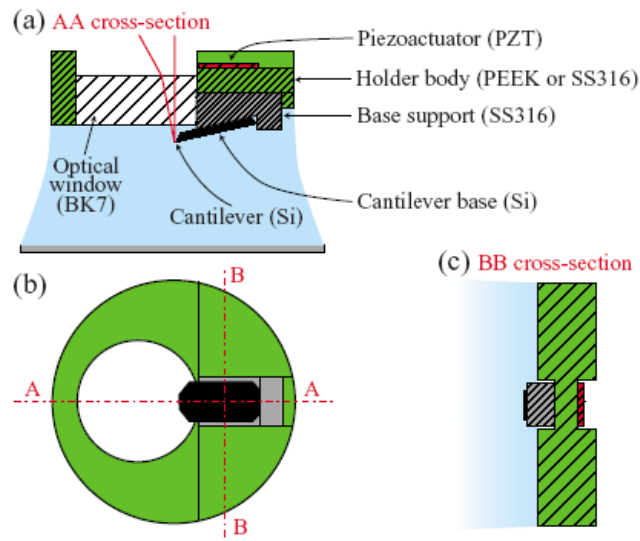 (a) AA cross-section
Piezoactuator (PZT)
Holder body (PEEK or SS316)
Base support (SS316)
Optical
window
(BK7)
Cantilever (Si)
Cantilever base (Si)
(b)
B
A
A
B
(c) BB cross-section